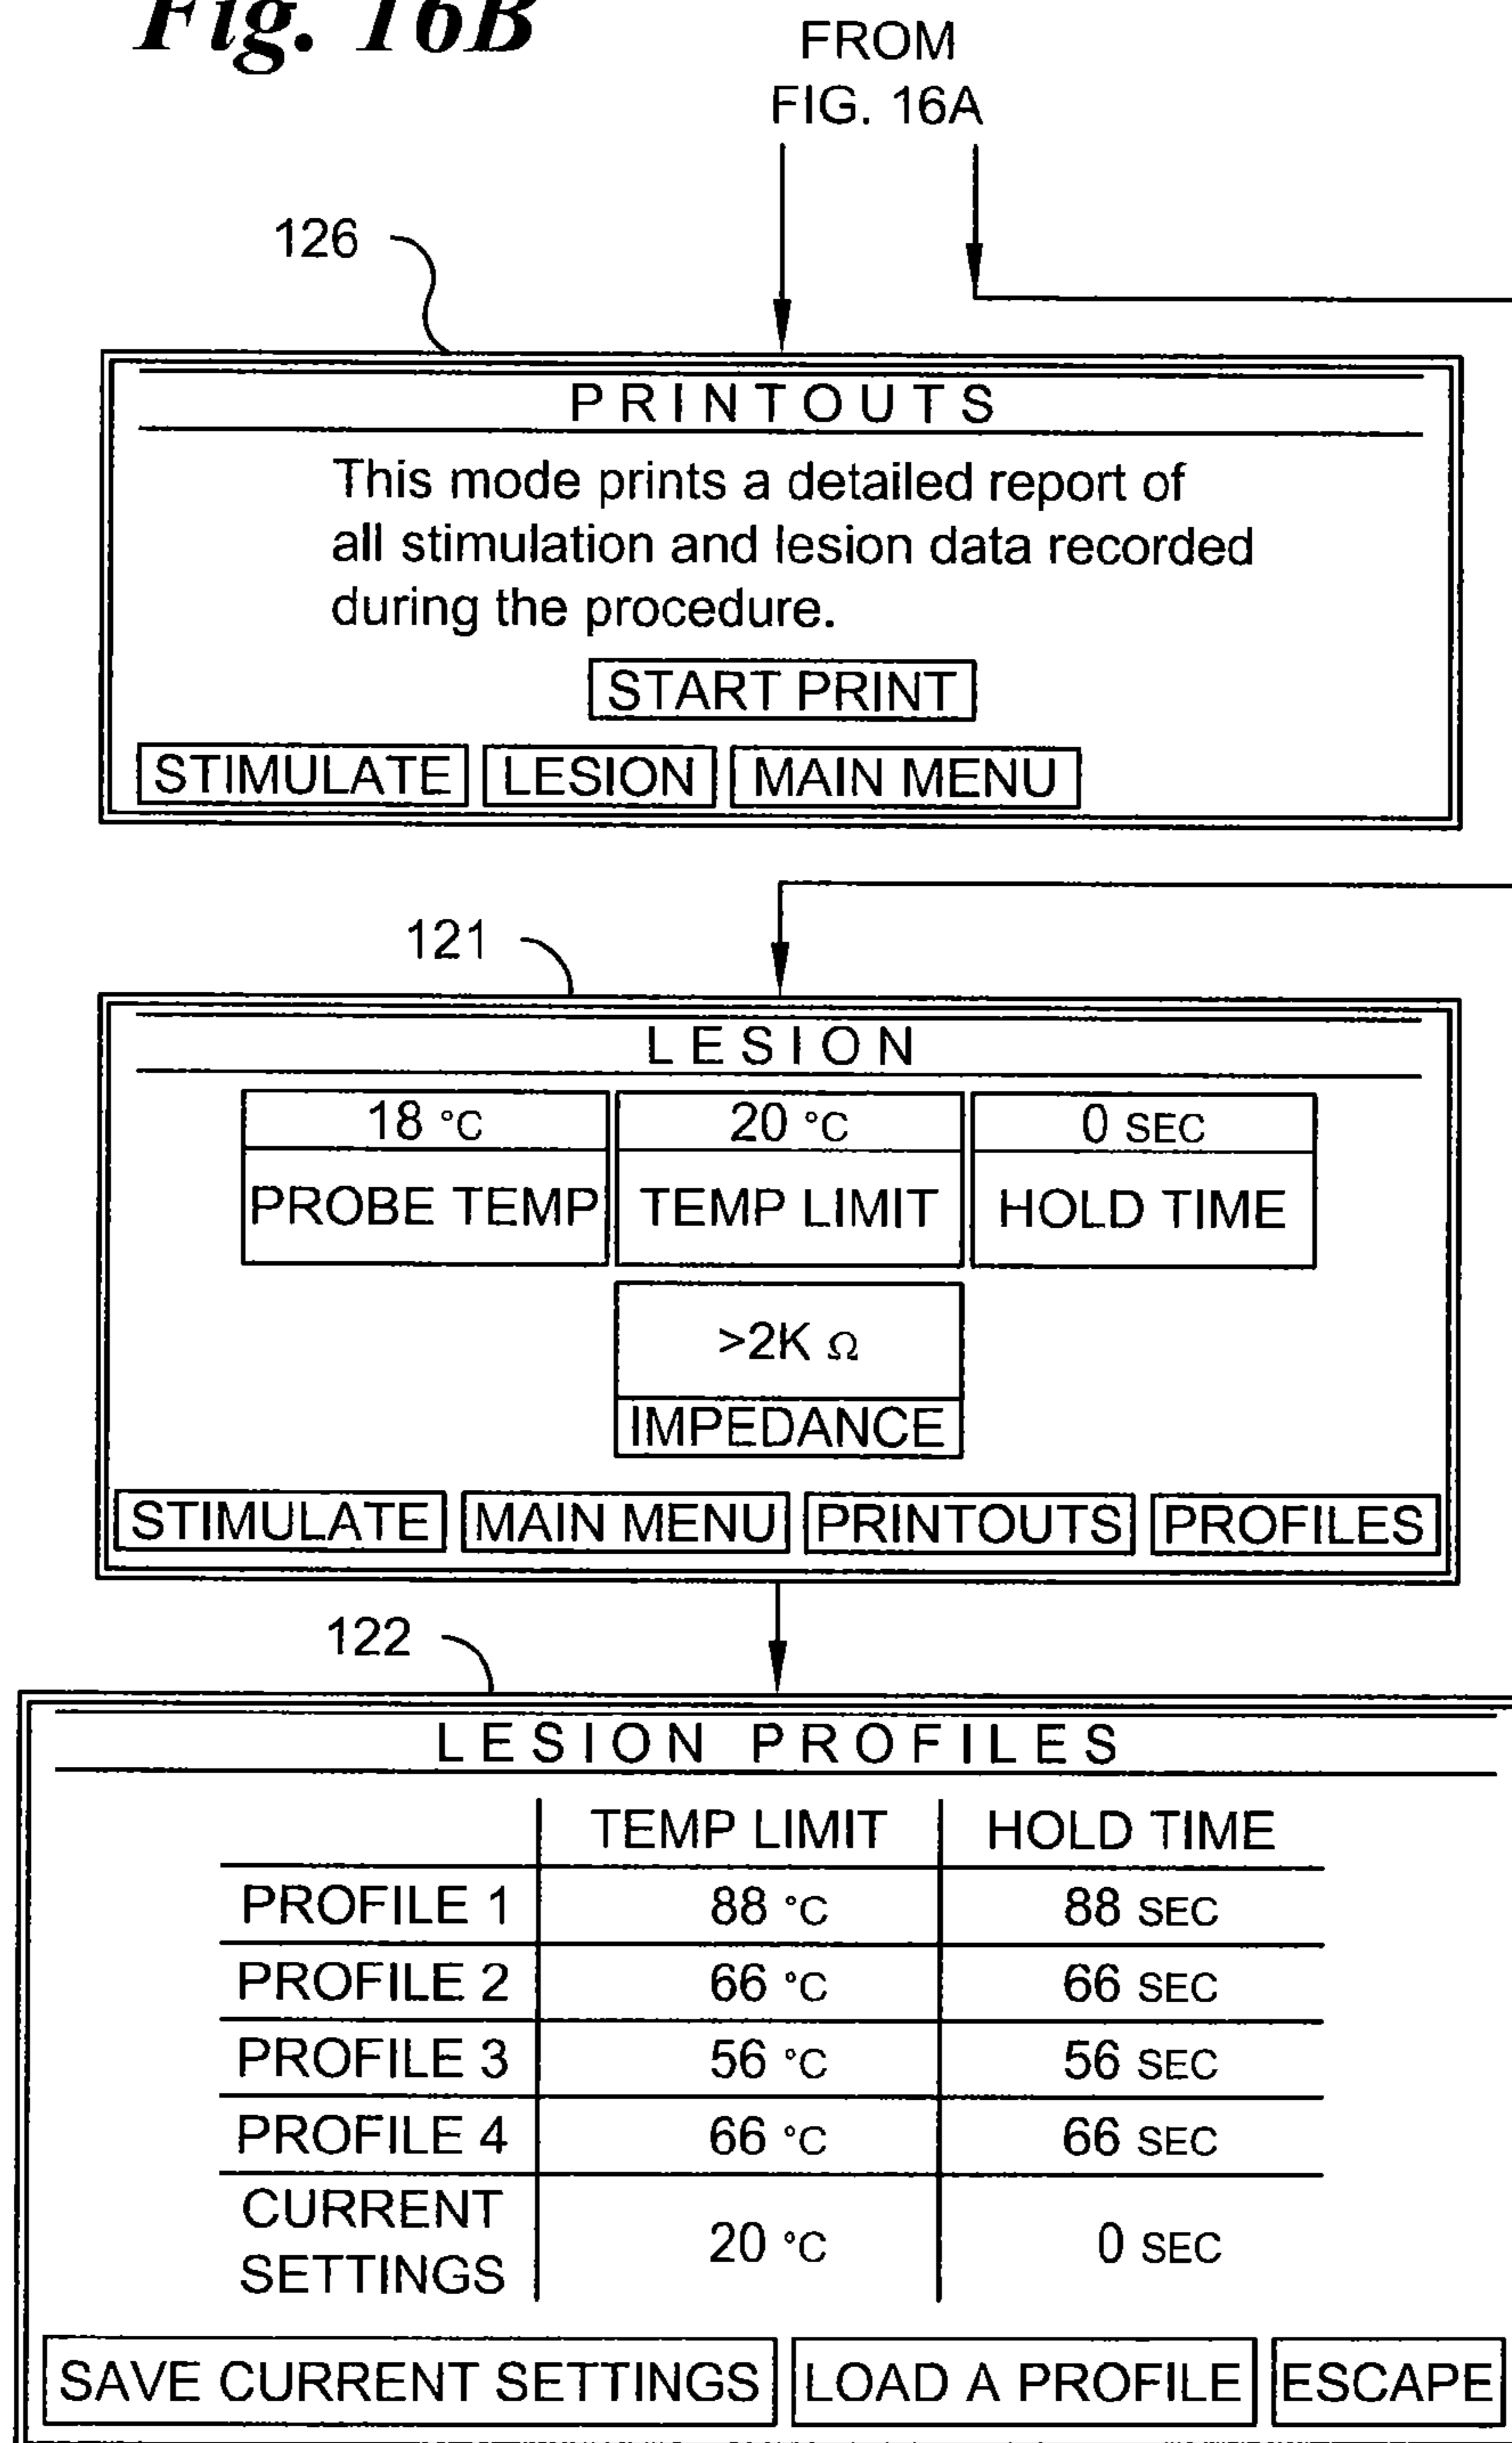 Fig. 16B
FROM
FIG. 16A
126
PRINTOUTS
This mode prints a detailed report of
all stimulation and lesion data recorded
during the procedure.
START PRINT
STIMULATE LESION MAIN MENU
121
LESION
18 °C 20 °C 0 SEC
PROBE TEMP TEMP LIMIT HOLD TIME
>2K Ω
IMPEDANCE
STIMULATE MAIN MENU PRINTOUTS PROFILES
122
LESION PROFILES
TEMP LIMIT HOLD TIME
PROFILE 1 88 °C 88 SEC
PROFILE 2 66 °C 66 SEC
PROFILE 3 56 °C 56 SEC
PROFILE 4 66 °C 66 SEC
CURRENT
SETTINGS 20 °C 0 SEC
SAVE CURRENT SETTINGS LOAD A PROFILE ESCAPE